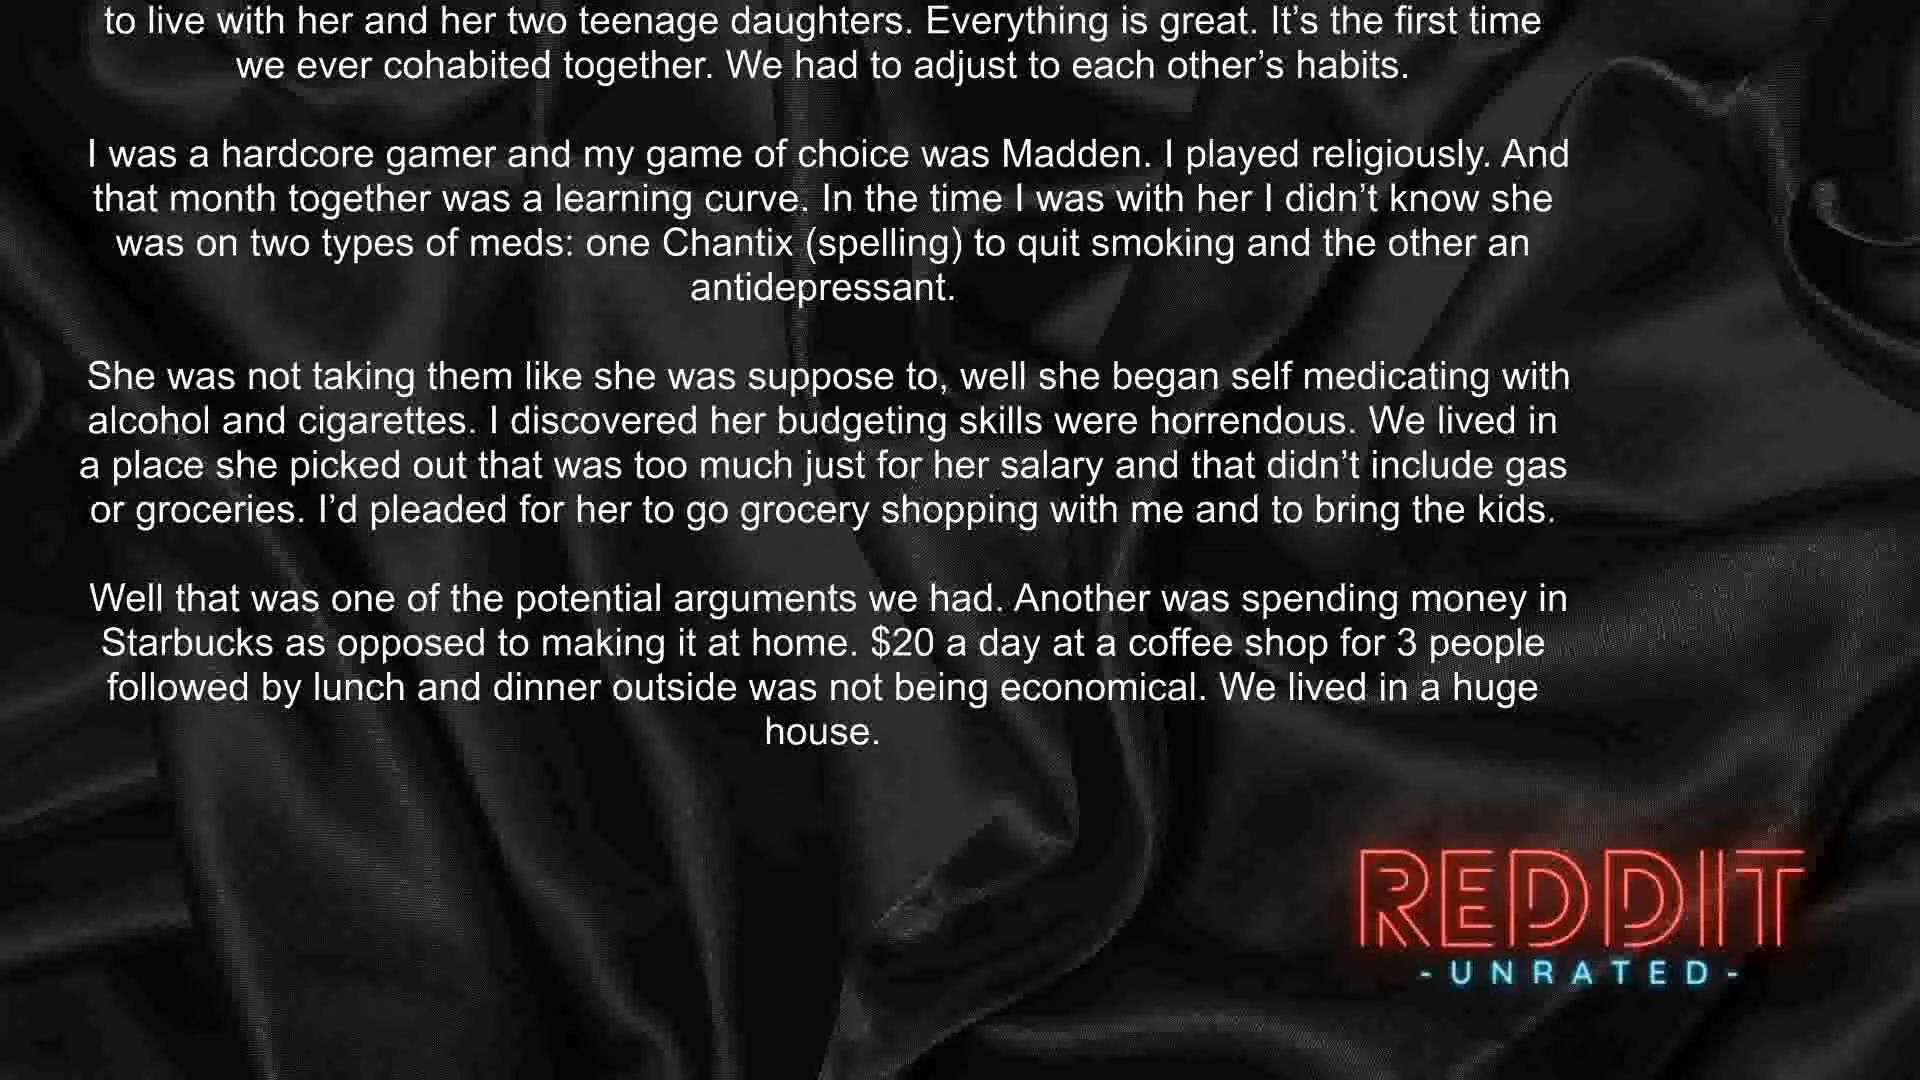 to live with her and her two teenage daughters. Everything is great. It’s the first time
we ever cohabited together. We had to adjust to each other’s habits.
I was a hardcore gamer and my game of choice was Madden. I played religiously. And
that month together was a learning curve. In the time I was with her I didn’t know she
was on two types of meds: one Chantix (spelling) to quit smoking and the other an
antidepressant.
She was not taking them like she was suppose to, well she began self medicating with
alcohol and cigarettes. I discovered her budgeting skills were horrendous. We lived in
a place she picked out that was too much just for her salary and that didn’t include gas
or groceries. I’d pleaded for her to go grocery shopping with me and to bring the kids.
Well that was one of the potential arguments we had. Another was spending money in
Starbucks as opposed to making it at home. $20 a day at a coffee shop for 3 people
followed by lunch and dinner outside was not being economical. We lived in a huge
house.
REDDIT
- UNRATED -